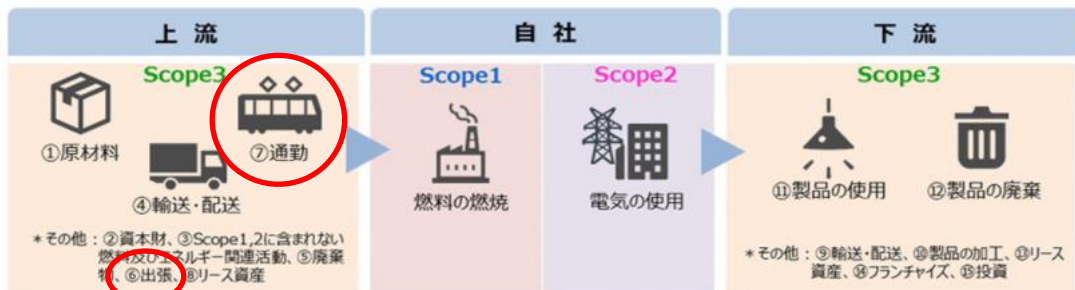 上流
Scope3
①原材料
⑦通勤
④輸送・配送
＊その他：②資本財、③Scope1,2に含まれない
燃料及びエネルギー関連活動、⑤廃棄
物、⑥出張、⑧リース資産
自社
Scope1
燃料の燃焼
Scope2
電気の使用
下流
Scope3
⑪製品の使用
⑫製品の廃棄
＊その他：⑨輸送・配送、⑩製品の加工、⑬リース
資産、⑭フランチャイズ、⑮投資